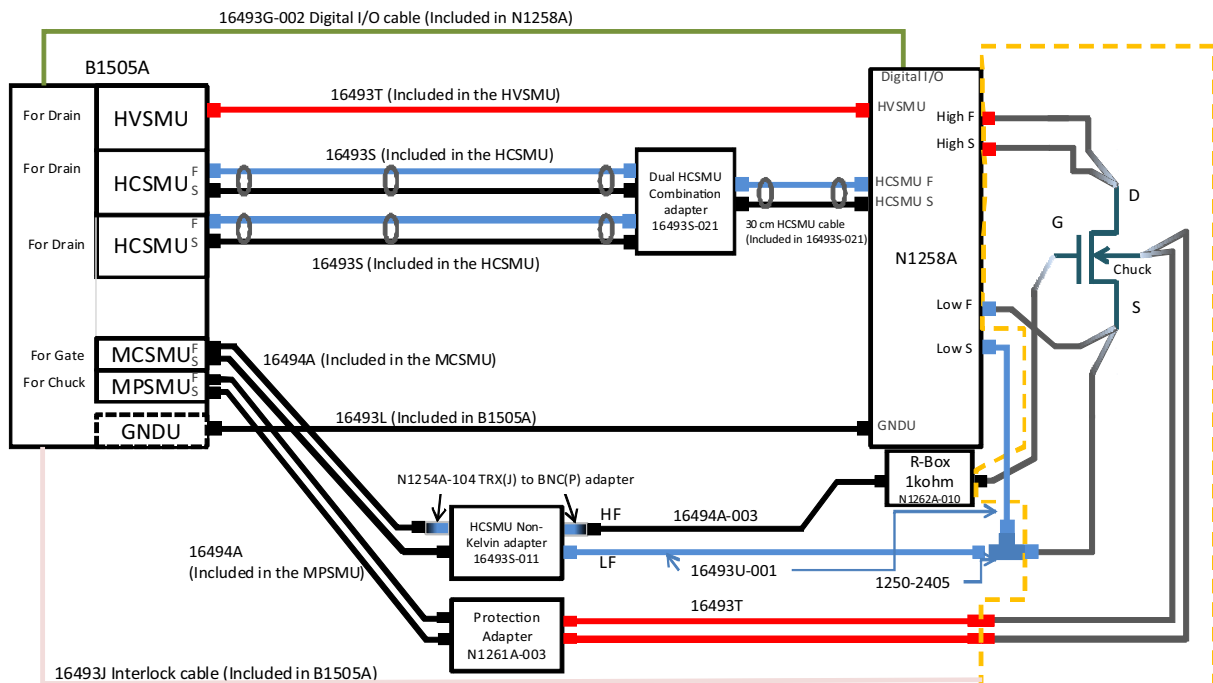 16493G-002 Digital I/O cable (Included in N1258A)
B1505A
For Drain
HVSMU
16493T (Included in the HVSMU)
Digital I/O
HVSMU
High F
High S
For Drain
HCSMU
F
S
16493S (Included in the HCSMU)
Dual HCSMU
Combination
adapter
16493S-021
HCSMU F
HCSMU S
30 cm HCSMU cable
(Included in 16493S-021)
For Drain
HCSMU
F
S
16493S (Included in the HCSMU)
N1258A
D
G
Chuck
S
Low F
Low S
For Gate
MCSMU
F
S
16494A (Included in the MCSMU)
For Chuck
MPSMU
F
S
GNDU
16493L (Included in B1505A)
GNDU
R-Box
1kohm
N1262A-010
N1254A-104 TRX(J) to BNC(P) adapter
HCSMU Non-
Kelvin adapter
16493S-011
HF
16494A-003
LF
16493U-001
1250-2405
16494A
(Included in the MPSMU)
16493T
Protection
Adapter
N1261A-003
16493J Interlock cable (Included in B1505A)